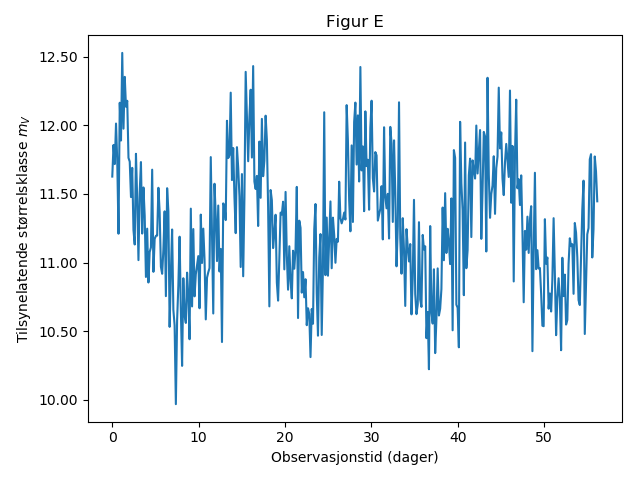 Figur E
Tilsynelatende størrelsesklasse $m_V$
12.50
12.00
11.50
11.00
10.50
10.00
0 10 20 30 40 50
Observasjonstid (dager)